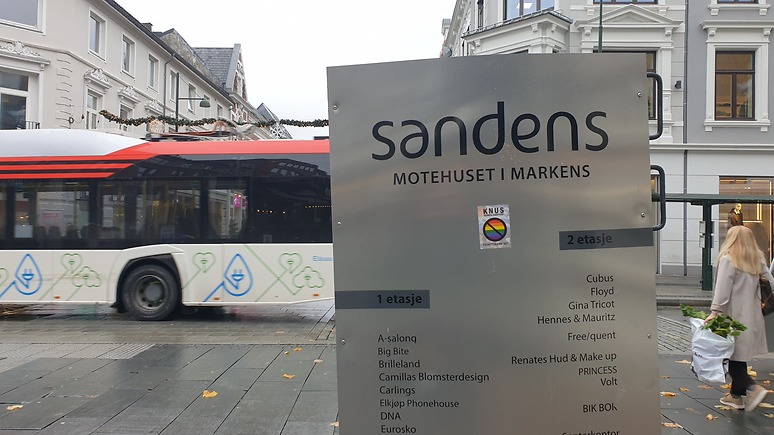 sandens
MOTEHUSET I MARKENS
KNUS
2 etasje
Cubus
Floyd
Gina Tricot
Hennes & Mauritz
Free/quent
Renates Hud & Make up
PRINCESS
Volt
BIK BOK
Senterkontor
1 etasje
A-salonq
Big Bite
Brilleland
Camillas Blomsterdesign
Carlings
Elkjøp Phonehouse
DNA
Eurosko